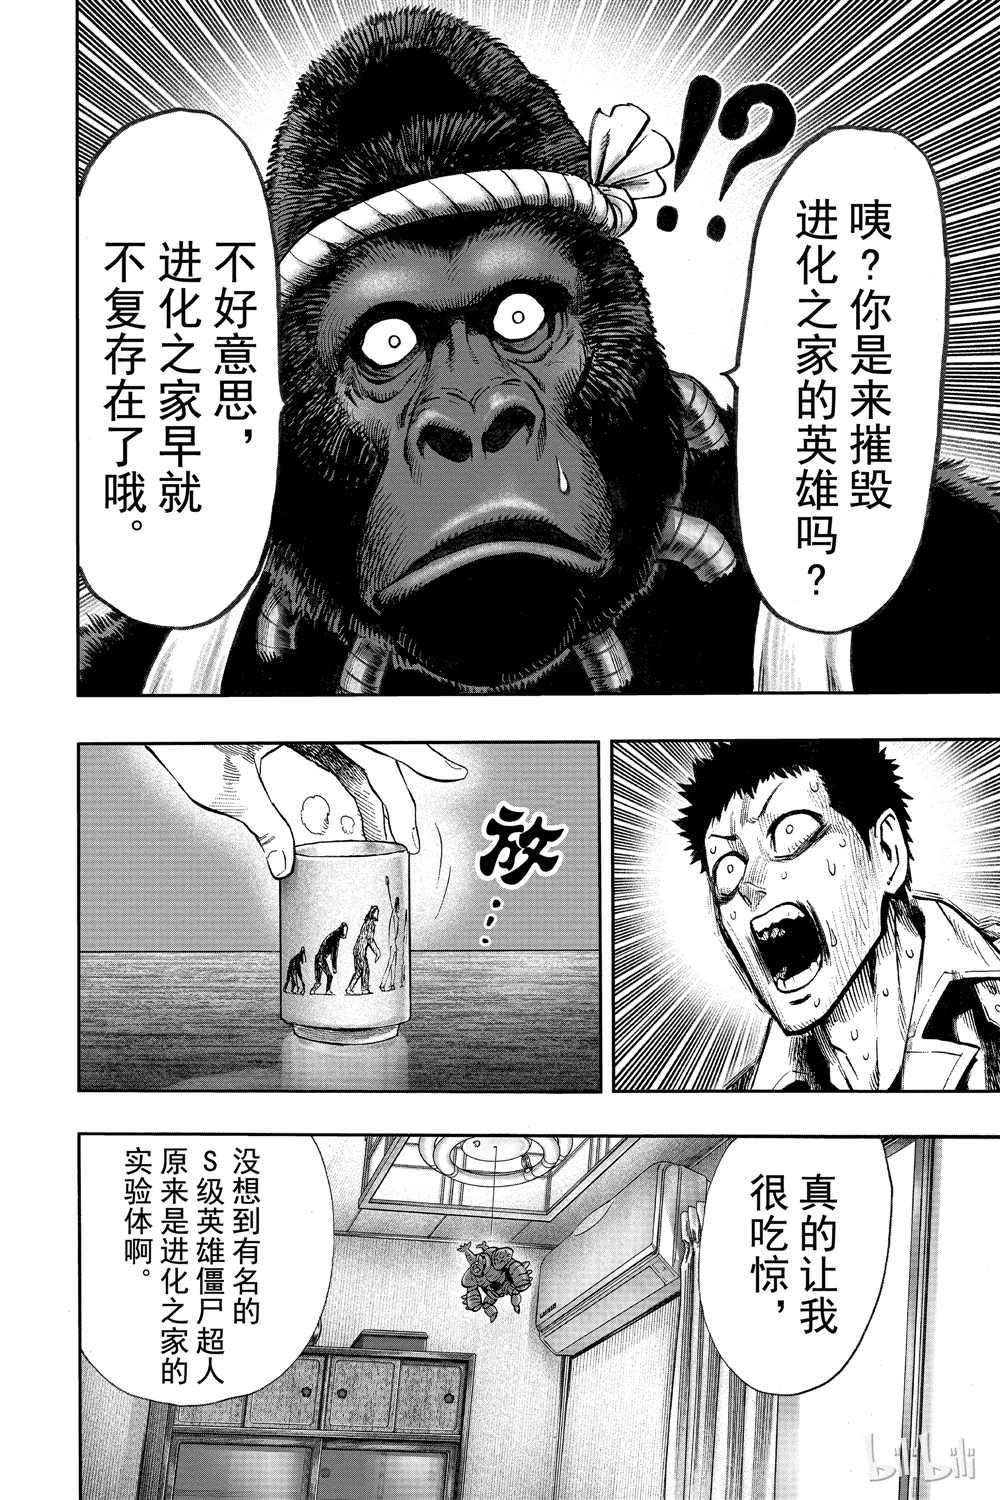 !?
咦?你是来摧毁
进化之家的英雄吗?
不好意思,
进化之家早就
不复存在了哦。
放…
真的让我
很吃惊,
没想到有名的
S级英雄僵尸超人
原来是进化之家的
实验体啊。
bilibili